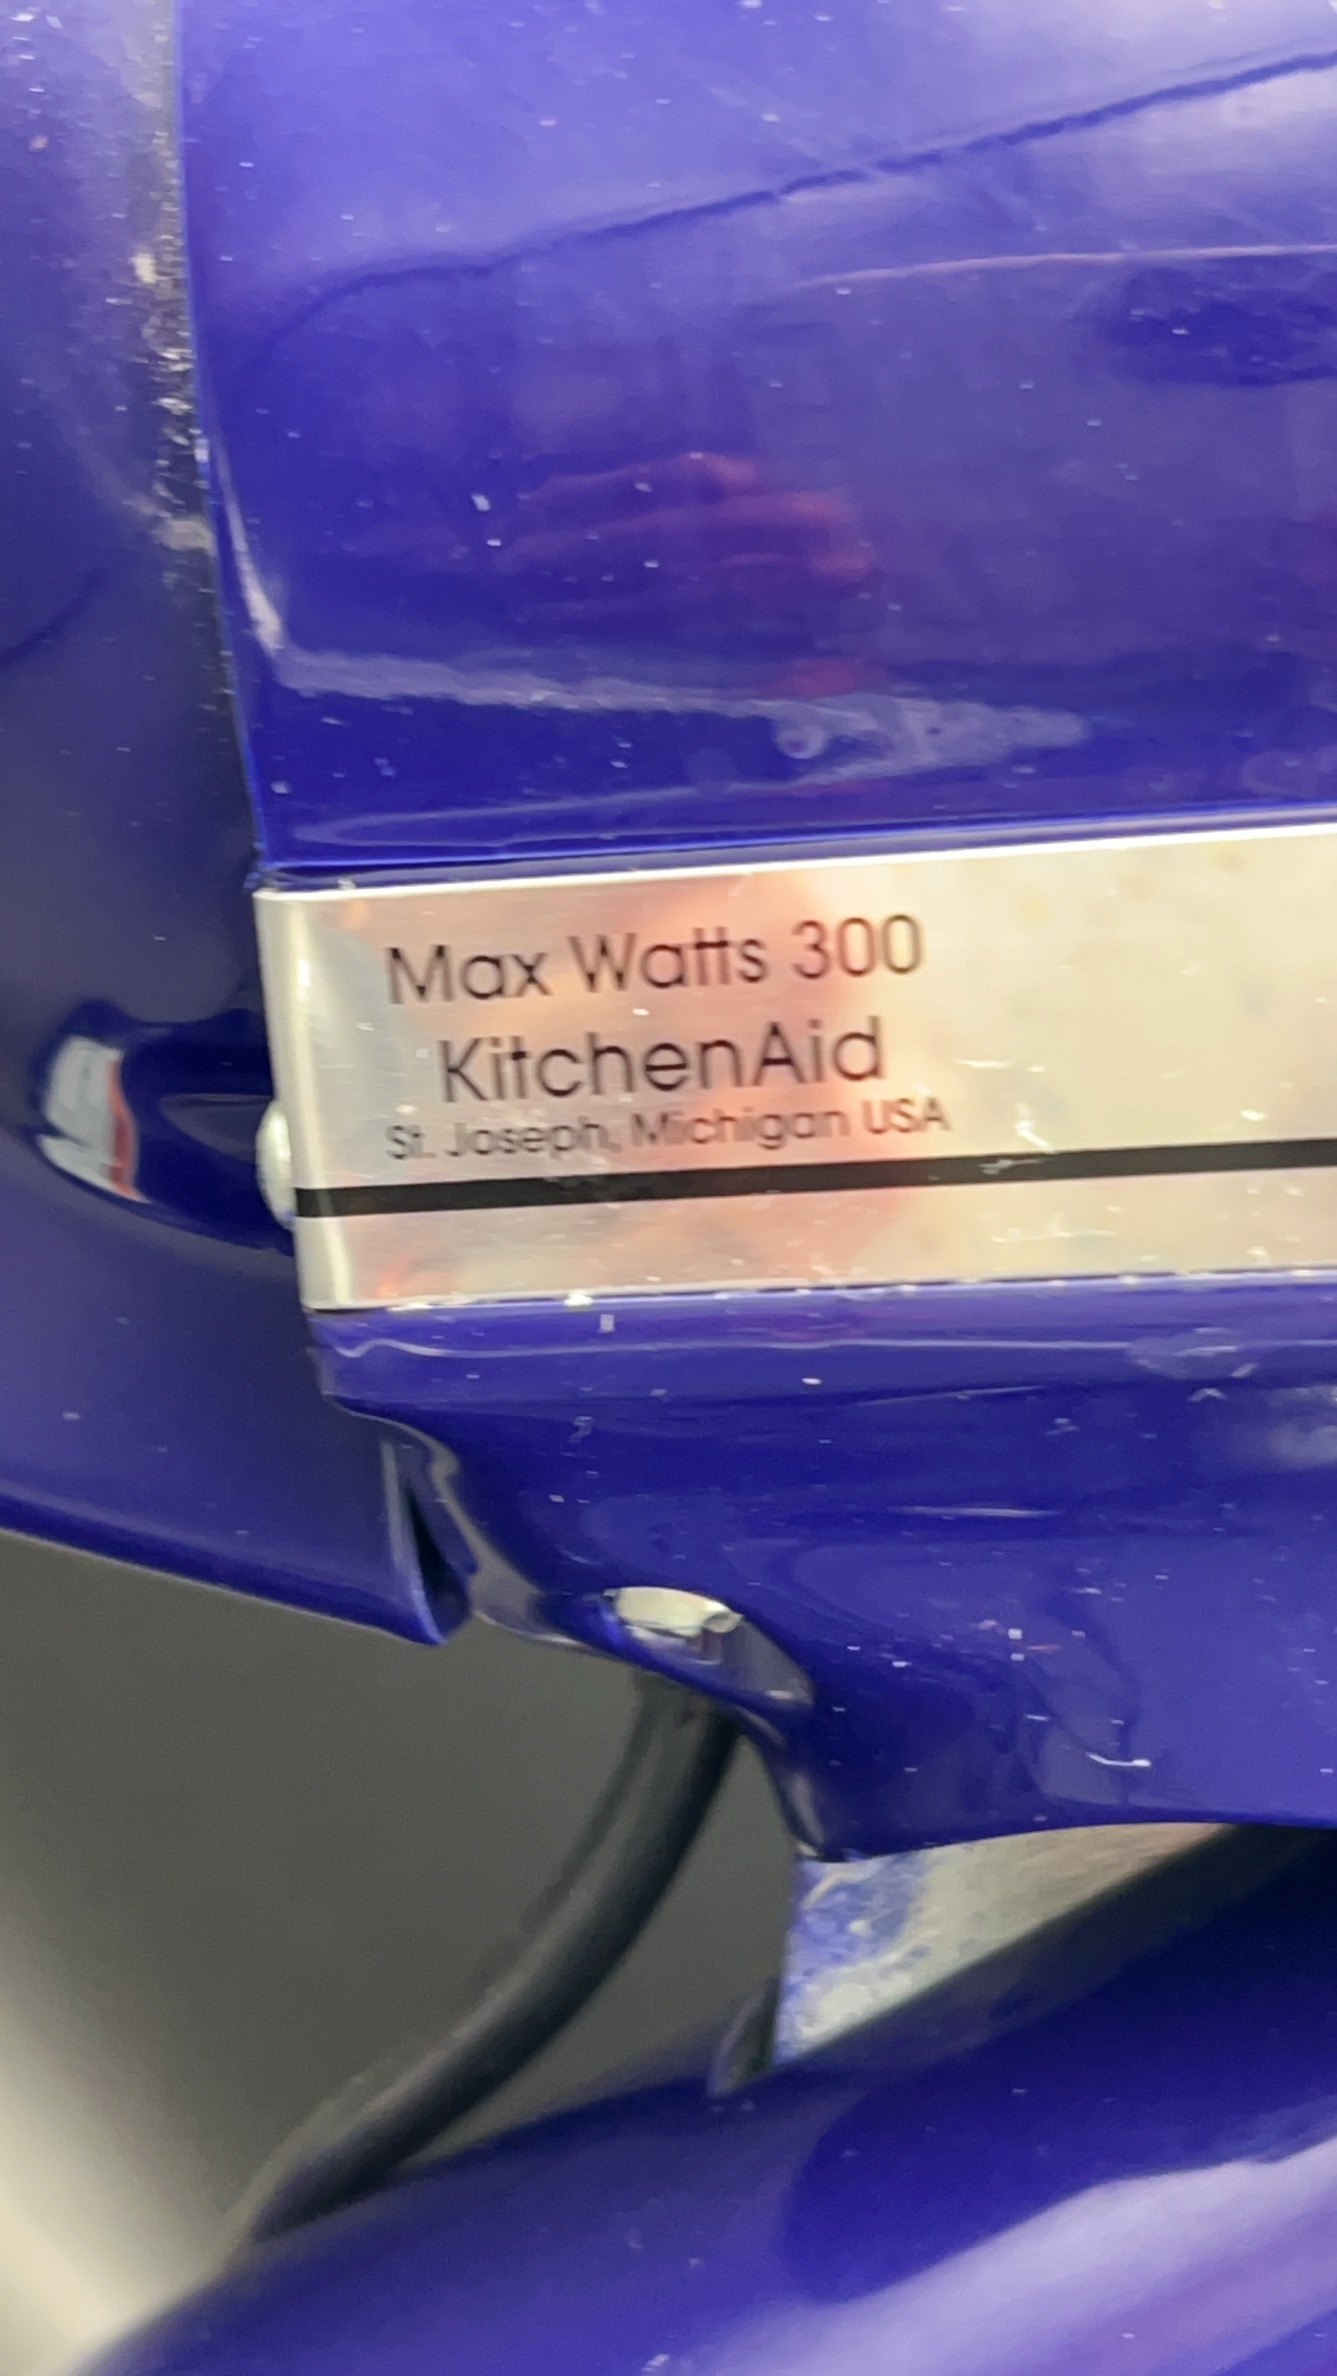 Max Watts 300
KitchenAid
St. Joseph, Michigan USA